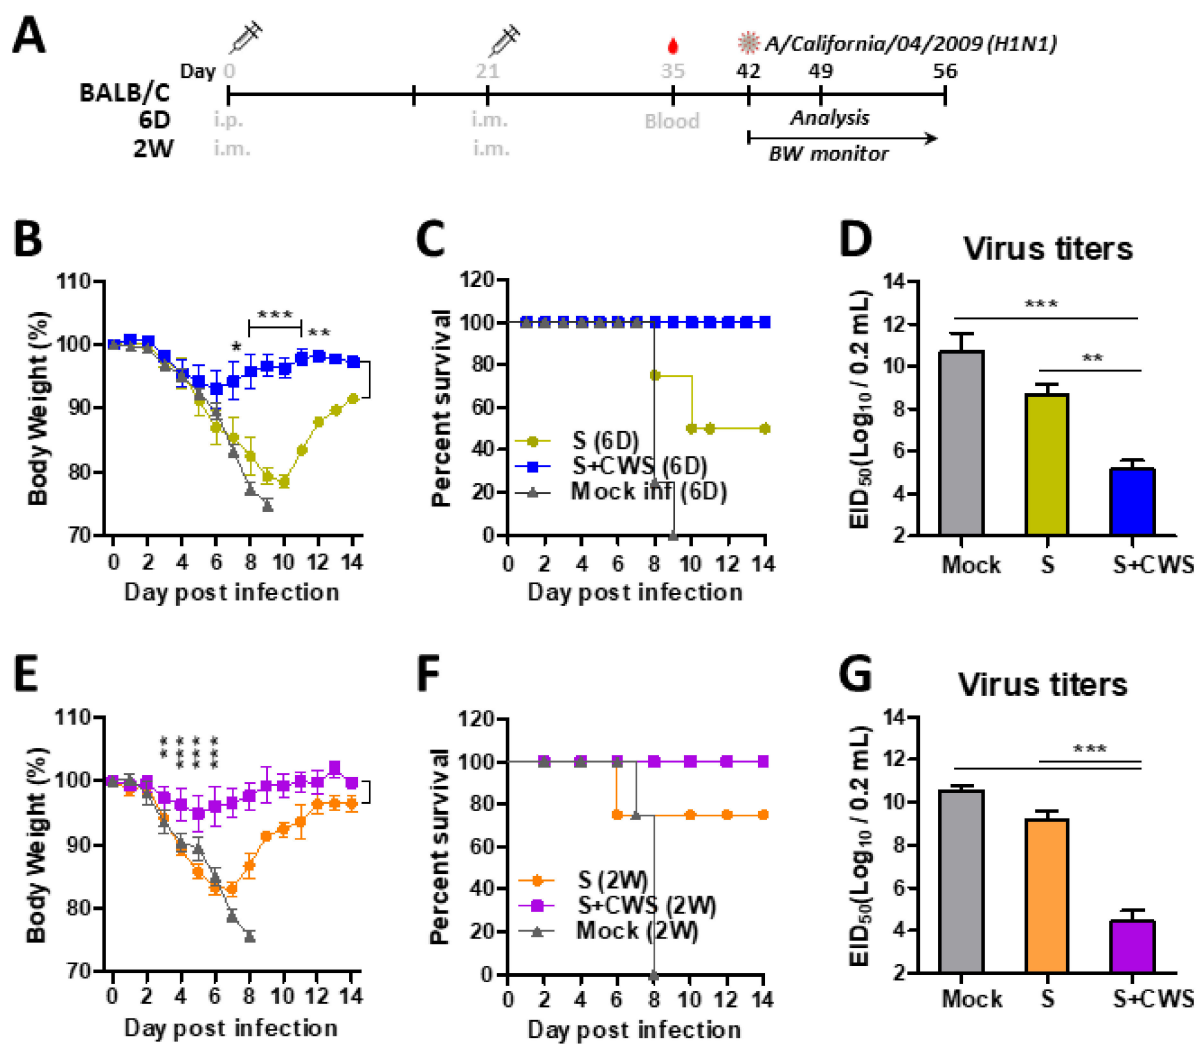 A
A/California/04/2009 (H1N1)
Day 0 21 35 42 49 56
BALB/C
6D i.p. i.m. Blood Analysis
2W i.m. i.m. BW monitor
B
110
100
90
80
70
Body Weight (%)
*
***
**
0 2 4 6 8 10 12 14
Day post infection
C
120
100
80
60
40
20
0
Percent survival
S (6D)
S+CWS (6D)
Mock inf (6D)
0 2 4 6 8 10 12 14
Day post infection
D
Virus titers
14
12
10
8
6
4
2
EID50(Log10 / 0.2 mL)
***
**
Mock S S+CWS
E
110
100
90
80
70
Body Weight (%)
**
***
***
***
0 2 4 6 8 10 12 14
Day post infection
F
120
100
80
60
40
20
0
Percent survival
S (2W)
S+CWS (2W)
Mock (2W)
0 2 4 6 8 10 12 14
Day post infection
G
Virus titers
14
12
10
8
6
4
2
EID50(Log10 / 0.2 mL)
***
Mock S S+CWS